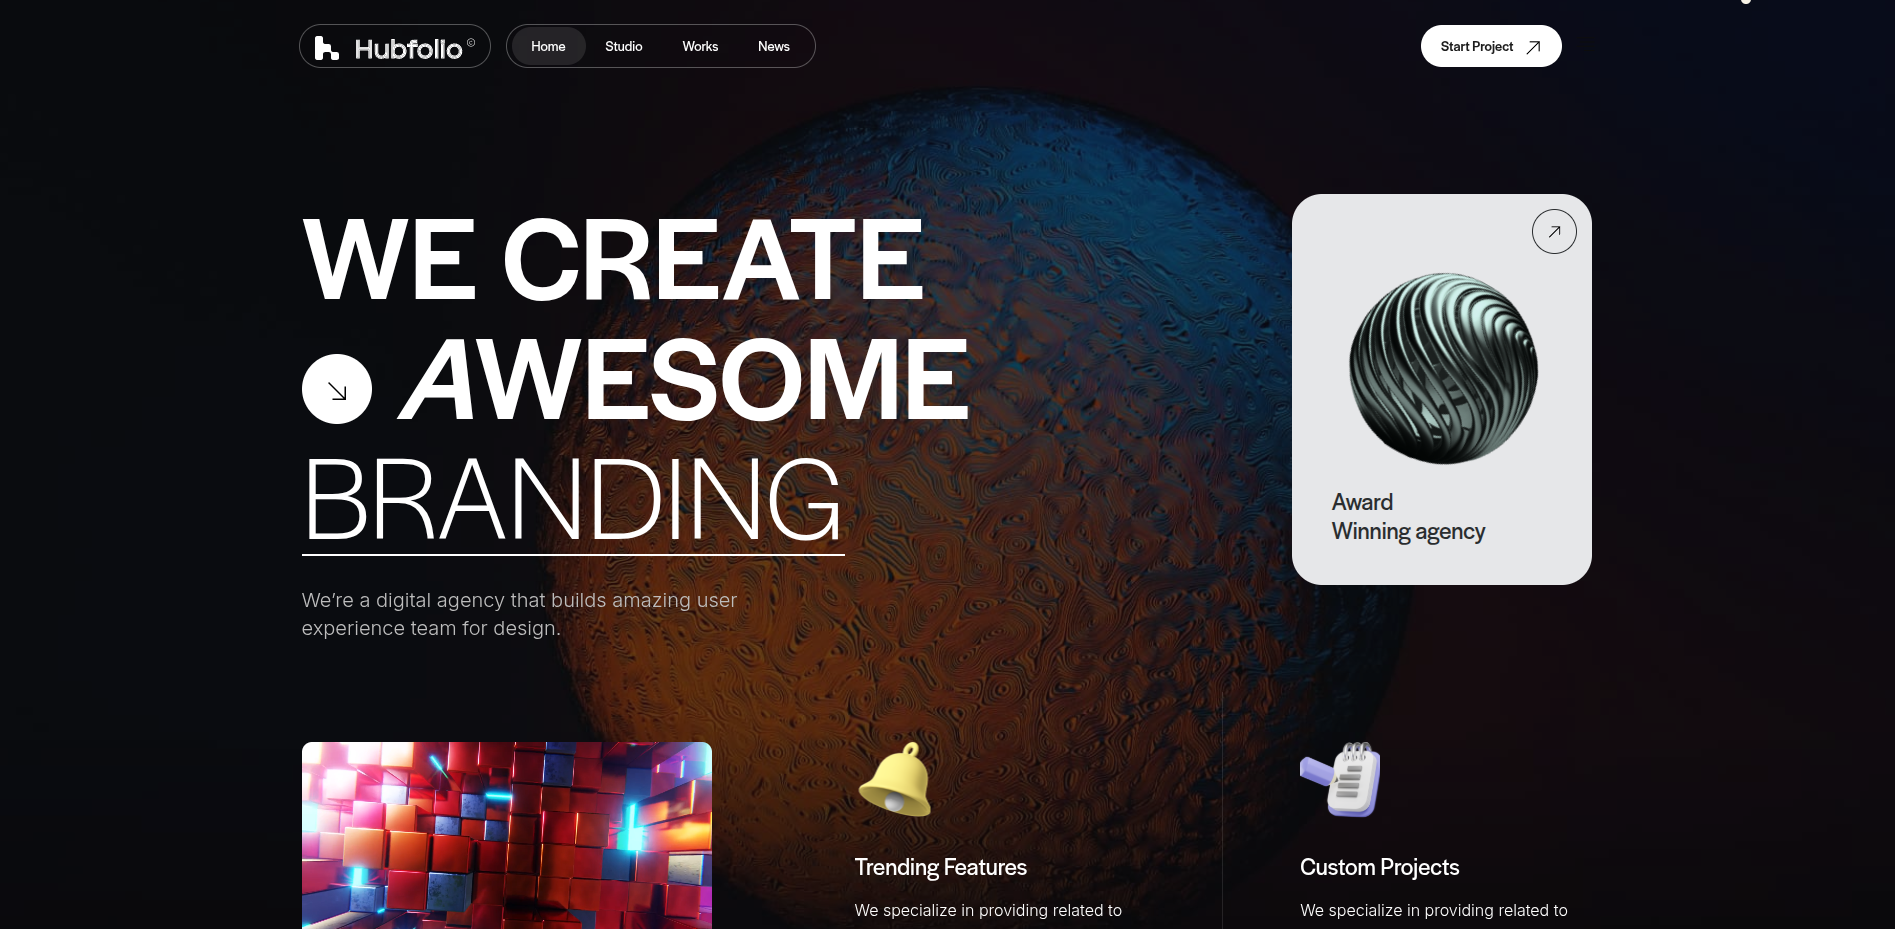 Hubfolio ©
Home
Studio
Works
News
Start Project
WE CREATE
AWESOME
BRANDING
We’re a digital agency that builds amazing user
experience team for design.
Award
Winning agency
Trending Features
We specialize in providing related to
Custom Projects
We specialize in providing related to